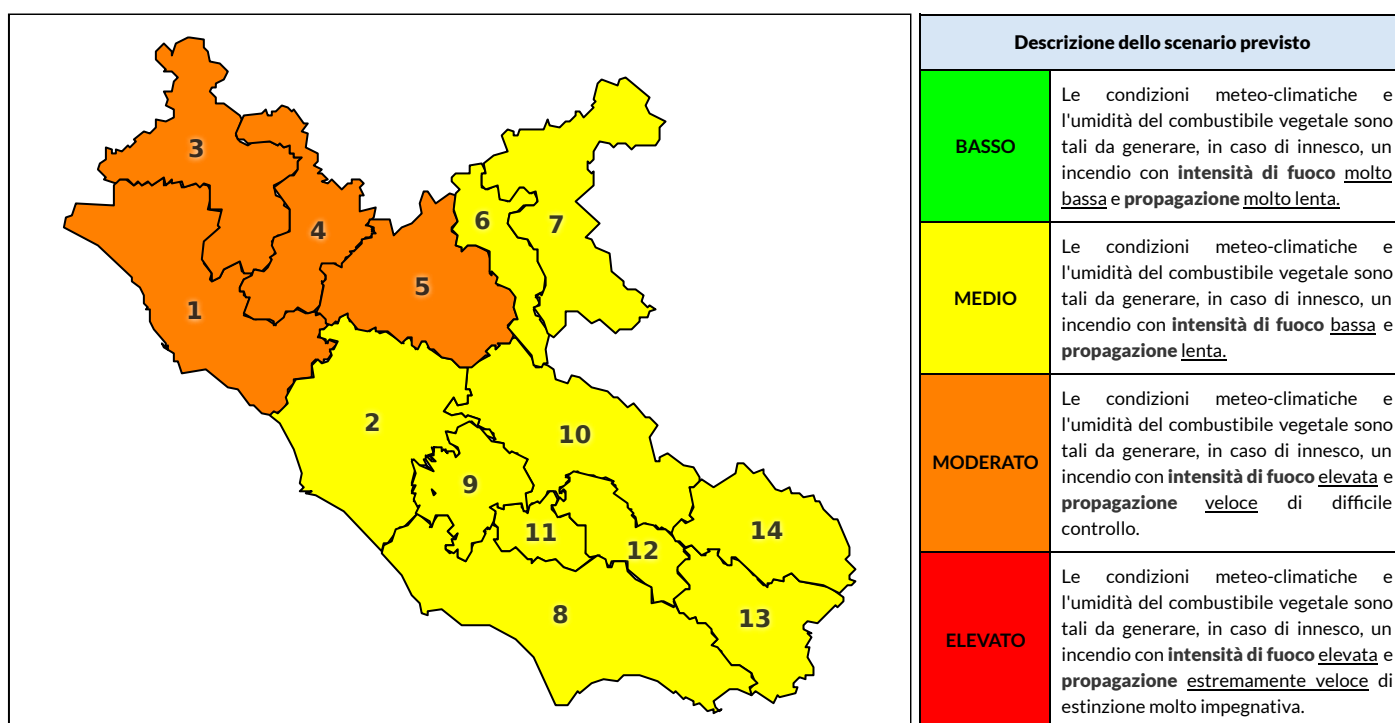 3
4
6
7
5
1
2
10
9
11
12
14
8
13
Descrizione dello scenario previsto
BASSO
Le condizioni meteo-climatiche e
l'umidità del combustibile vegetale sono
tali da generare, in caso di innesco, un
incendio con intensità di fuoco molto
bassa e propagazione molto lenta.
MEDIO
Le condizioni meteo-climatiche e
l'umidità del combustibile vegetale sono
tali da generare, in caso di innesco, un
incendio con intensità di fuoco bassa e
propagazione lenta.
MODERATO
Le condizioni meteo-climatiche e
l'umidità del combustibile vegetale sono
tali da generare, in caso di innesco, un
incendio con intensità di fuoco elevata e
propagazione veloce di difficile
controllo.
ELEVATO
Le condizioni meteo-climatiche e
l'umidità del combustibile vegetale sono
tali da generare, in caso di innesco, un
incendio con intensità di fuoco elevata e
propagazione estremamente veloce di
estinzione molto impegnativa.